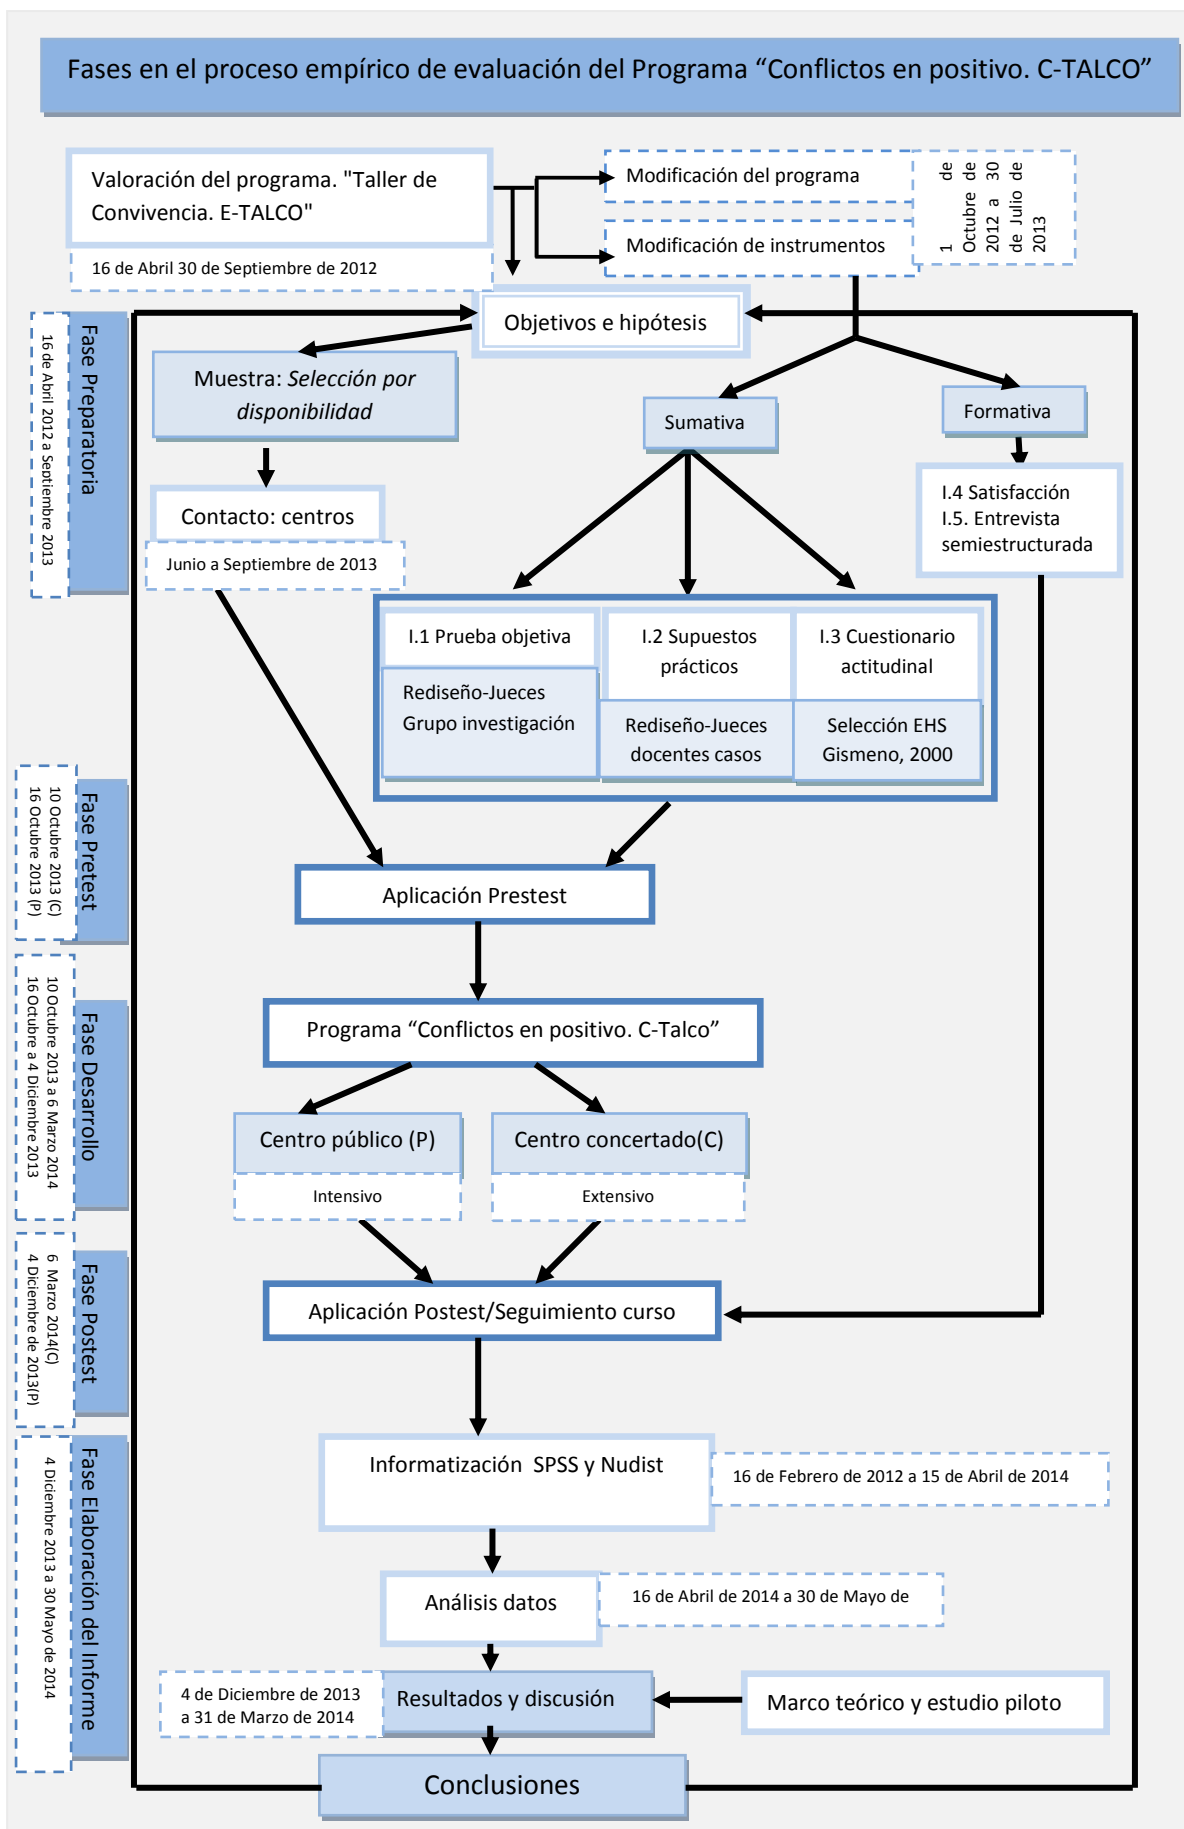 Fases en el proceso empírico de evaluación del Programa “Conflictos en positivo. C-TALCO”
Valoración del programa. "Taller de
Convivencia. E-TALCO"
16 de Abril 30 de Septiembre de 2012
Modificación del programa
Modificación de instrumentos
1 de
Octubre de
2012 a 30
de Julio de
2013
Objetivos e hipótesis
Fase Preparatoria
16 de Abril 2012 a Septiembre 2013
Muestra: Selección por
disponibilidad
Sumativa
Formativa
Contacto: centros
Junio a Septiembre de 2013
I.4 Satisfacción
I.5. Entrevista
semiestructurada
I.1 Prueba objetiva
Rediseño-Jueces
Grupo investigación
I.2 Supuestos
prácticos
Rediseño-Jueces
docentes casos
I.3 Cuestionario
actitudinal
Selección EHS
Gismeno, 2000
Fase Pretest
10 Octubre 2013 (C)
16 Octubre 2013 (P)
Aplicación Prestest
Fase Desarrollo
10 Octubre 2013 a 6 Marzo 2014
16 Octubre a 4 Diciembre 2013
Programa “Conflictos en positivo. C-Talco”
Centro público (P)
Intensivo
Centro concertado(C)
Extensivo
Fase Postest
6 Marzo 2014(C)
4 Diciembre de 2013(P)
Aplicación Postest/Seguimiento curso
Fase Elaboración del Informe
4 Diciembre 2013 a 30 Mayo de 2014
Informatización SPSS y Nudist
16 de Febrero de 2012 a 15 de Abril de 2014
Análisis datos
16 de Abril de 2014 a 30 de Mayo de
4 de Diciembre de 2013
a 31 de Marzo de 2014
Resultados y discusión
Marco teórico y estudio piloto
Conclusiones